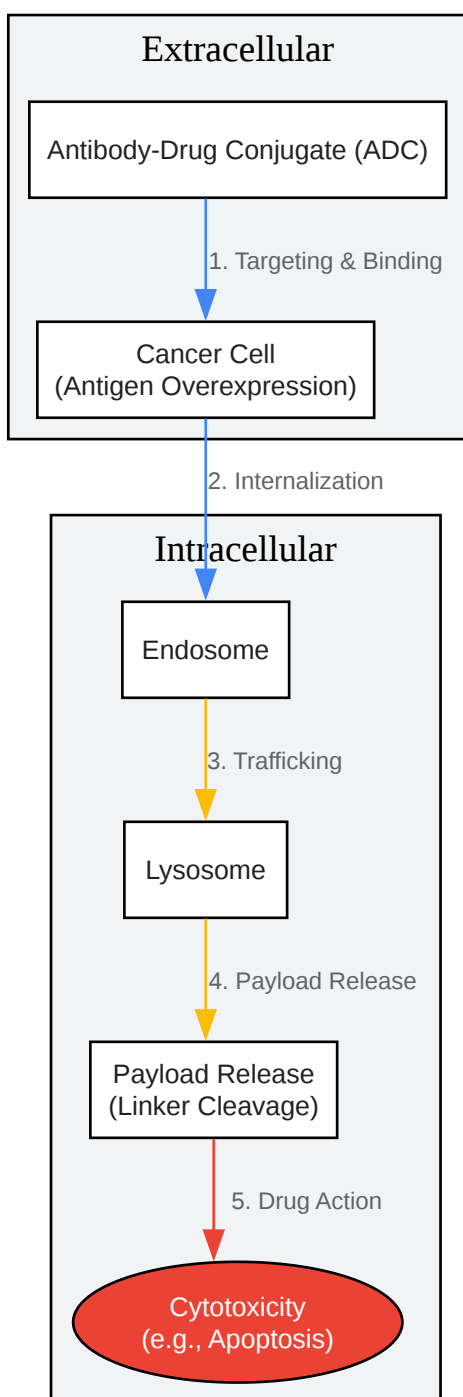 Extracellular
Antibody-Drug Conjugate (ADC)
1. Targeting & Binding
Cancer Cell
(Antigen Overexpression)
2. Internalization
Intracellular
Endosome
3. Trafficking
Lysosome
4. Payload Release
Payload Release
(Linker Cleavage)
5. Drug Action
Cytotoxicity
(e.g., Apoptosis)